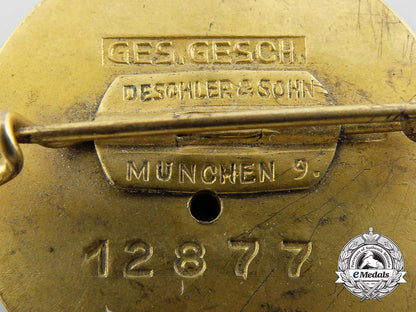 GES. GESCH.
DESCHLER & SOHN
MÜNCHEN 9.
12877
eMedals